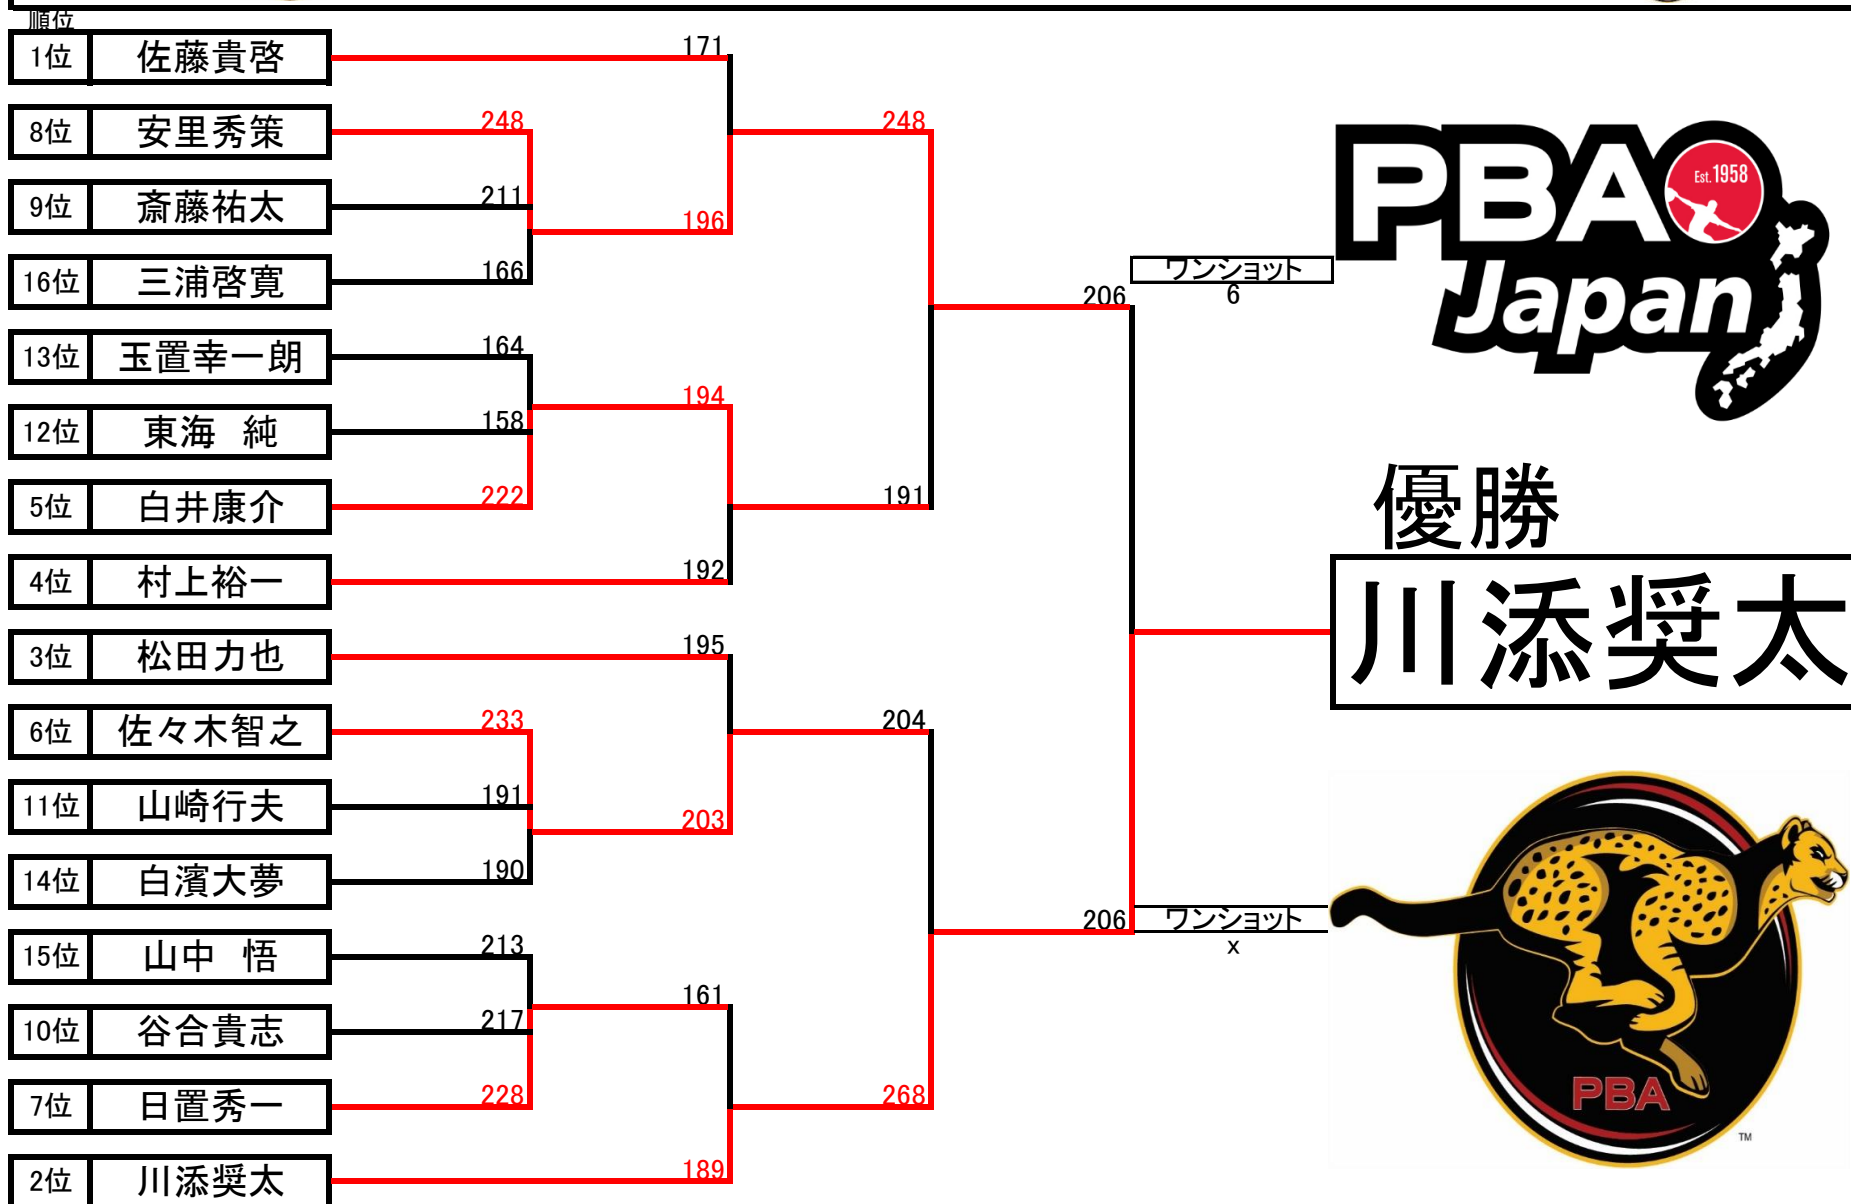 順位
1位 佐藤貴啓 171
8位 安里秀策 248 248
9位 斎藤祐太 211 196
16位 三浦啓寛 166
206 ワンショット
6
13位 玉置幸一朗 164
12位 東海 純 158 194
5位 白井康介 222 191
4位 村上裕一 192
3位 松田力也 195
6位 佐々木智之 233 204
11位 山崎行夫 191 203
14位 白濱大夢 190
15位 山中 悟 213
206 ワンショット
x
10位 谷合貴志 217 161
7位 日置秀一 228 268
2位 川添奨太 189
PBA
Est. 1958
Japan
優勝
川添奨太
PBA
TM